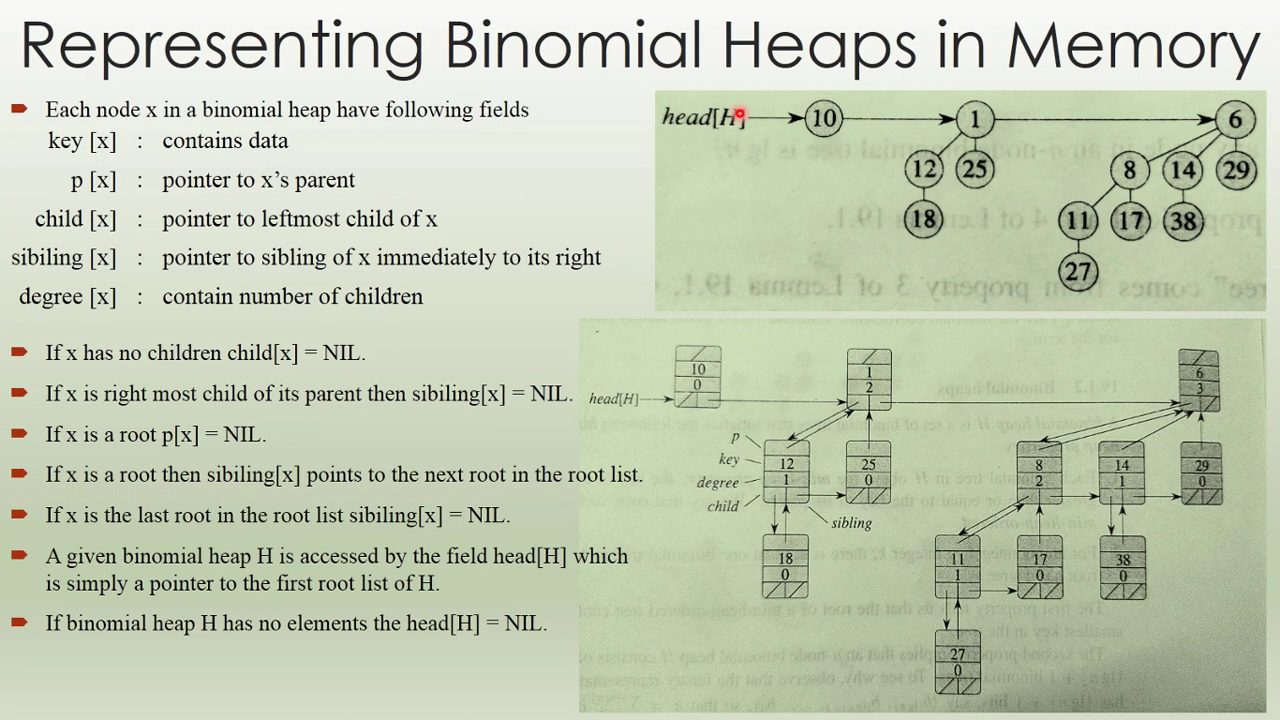 Representing Binomial Heaps in Memory
Each node x in a binomial heap have following fields
key [x] : contains data
p [x] : pointer to x's parent
child [x] : pointer to leftmost child of x
sibiling [x] : pointer to sibling of x immediately to its right
degree [x] : contain number of children
If x has no children child[x] = NIL.
If x is right most child of its parent then sibiling[x] = NIL.
If x is a root p[x] = NIL.
If x is a root then sibiling[x] points to the next root in the root list.
If x is the last root in the root list sibiling[x] = NIL.
A given binomial heap H is accessed by the field head[H] which
is simply a pointer to the first root list of H.
If binomial heap H has no elements the head[H] = NIL.
head[H] 10 1 6
12 25 8 14 29
18 11 17 38
27
10 1 6
0 2 3
head[H]
p
key 12 25 8 14 29
degree 1 0 2 1 0
child
sibling
18 11 17 38
0 1 0 0
27
0